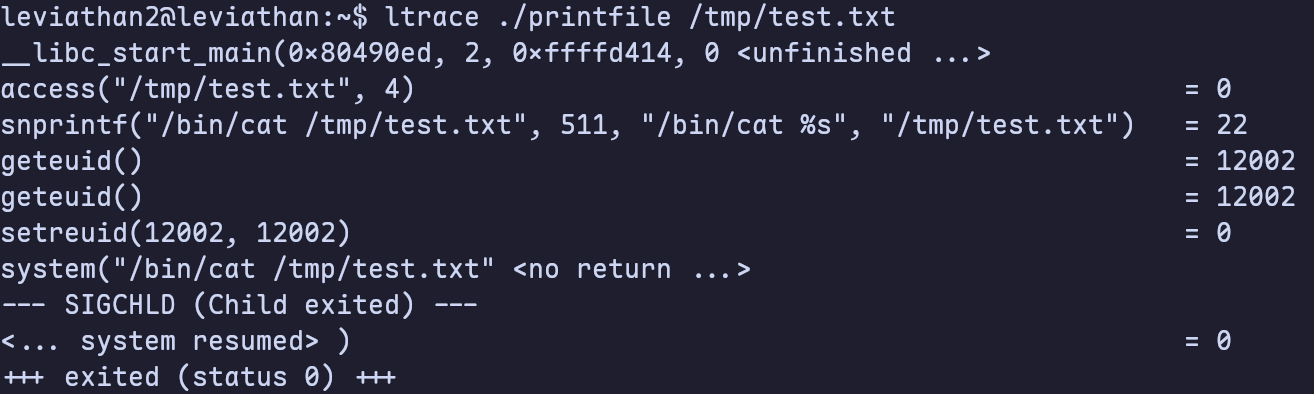 leviathan2@leviathan:~$ ltrace ./printfile /tmp/test.txt
__libc_start_main(0x80490ed, 2, 0xffffd414, 0 <unfinished ...>
access("/tmp/test.txt", 4) = 0
snprintf("/bin/cat /tmp/test.txt", 511, "/bin/cat %s", "/tmp/test.txt") = 22
geteuid() = 12002
geteuid() = 12002
setreuid(12002, 12002) = 0
system("/bin/cat /tmp/test.txt" <no return ...>
--- SIGCHLD (Child exited) ---
<... system resumed> ) = 0
+++ exited (status 0) +++